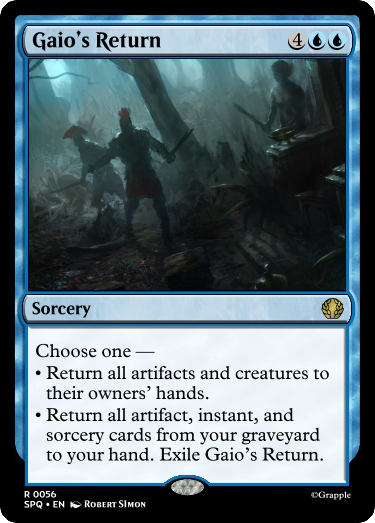 Gaio's Return 4
Sorcery
Choose one —
• Return all artifacts and creatures to
their owners' hands.
• Return all artifact, instant, and
sorcery cards from your graveyard
to your hand. Exile Gaio's Return.
R 0056
SPQ • EN Robert Simon
©Grapple